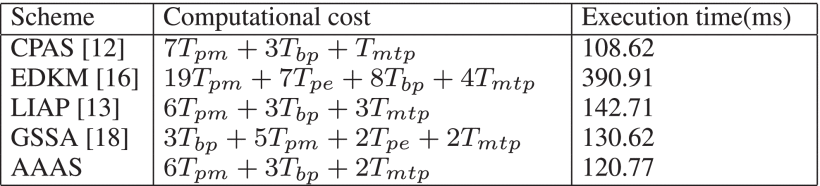 Scheme Computational cost Execution time(ms)
CPAS [12] 7T_{pm} + 3T_{bp} + T_{mtp} 108.62
EDKM [16] 19T_{pm} + 7T_{pe} + 8T_{bp} + 4T_{mtp} 390.91
LIAP [13] 6T_{pm} + 3T_{bp} + 3T_{mtp} 142.71
GSSA [18] 3T_{bp} + 5T_{pm} + 2T_{pe} + 2T_{mtp} 130.62
AAAS 6T_{pm} + 3T_{bp} + 2T_{mtp} 120.77